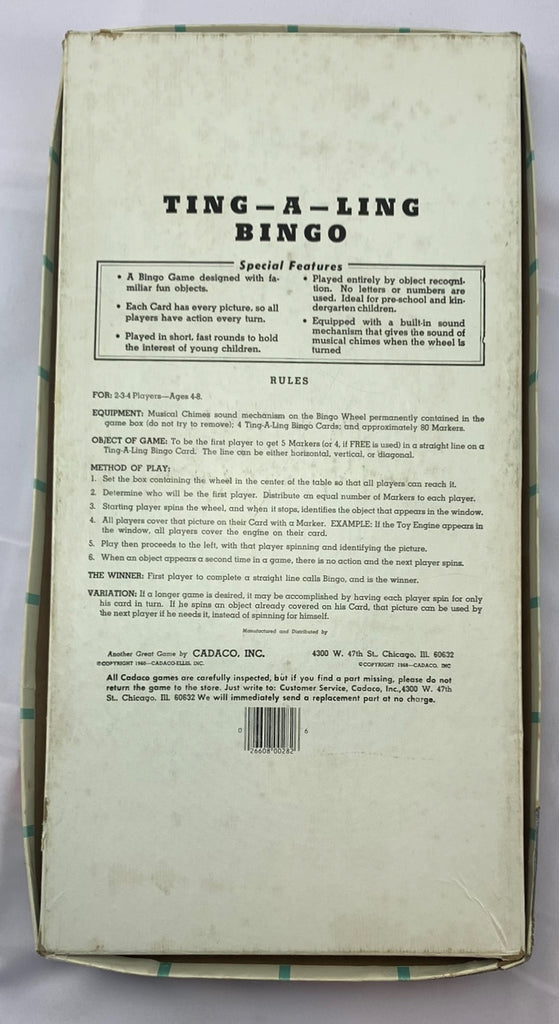 TING—A—LING
BINGO
Special Features
• A Bingo Game designed with fa-
miliar fun objects.
• Each Card has every picture, so all
players have action every turn.
• Played in short, fast rounds to hold
the interest of young children.
• Played entirely by object recogni-
tion. No letters or numbers are
used. Ideal for pre-school and kin-
dergarten children.
• Equipped with a built-in sound
mechanism that gives the sound of
musical chimes when the wheel is
turned
RULES
FOR: 2-3-4 Players—Ages 4-8.
EQUIPMENT: Musical Chimes sound mechanism on the Bingo Wheel permanently contained in the
game box (do not try to remove); 4 Ting-A-Ling Bingo Cards; and approximately 80 Markers.
OBJECT OF GAME: To be the first player to get 5 Markers (or 4, if FREE is used) in a straight line on a
Ting-A-Ling Bingo Card. The line can be either horizontal, vertical, or diagonal.
METHOD OF PLAY:
1. Set the box containing the wheel in the center of the table so that all players can reach it.
2. Determine who will be the first player. Distribute an equal number of Markers to each player.
3. Starting player spins the wheel, and when it stops, identifies the object that appears in the window.
4. All players cover that picture on their Card with a Marker. EXAMPLE: If the Toy Engine appears in
the window, all players cover the engine on their card.
5. Play then proceeds to the left, with that player spinning and identifying the picture.
6. When an object appears a second time in a game, there is no action and the next player spins.
THE WINNER: First player to complete a straight line calls Bingo, and is the winner.
VARIATION: If a longer game is desired, it may be accomplished by having each player spin for only
his card in turn. If he spins an object already covered on his Card, that picture can be used by
the next player if he needs it, instead of spinning for himself.
Manufactured and Distributed by
Another Great Game by CADACO, INC. 4300 W. 47th St., Chicago, Ill. 60632
©COPYRIGHT 1960—CADACO-ELLIS, INC. ©COPYRIGHT 1968—CADACO, INC
All Cadaco games are carefully inspected, but if you find a part missing, please do not
return the game to the store. Just write to: Customer Service, Cadaco, Inc.,4300 W. 47th
St., Chicago, Ill. 60632 We will immediately send a replacement part at no charge.
0 26608 00282 6